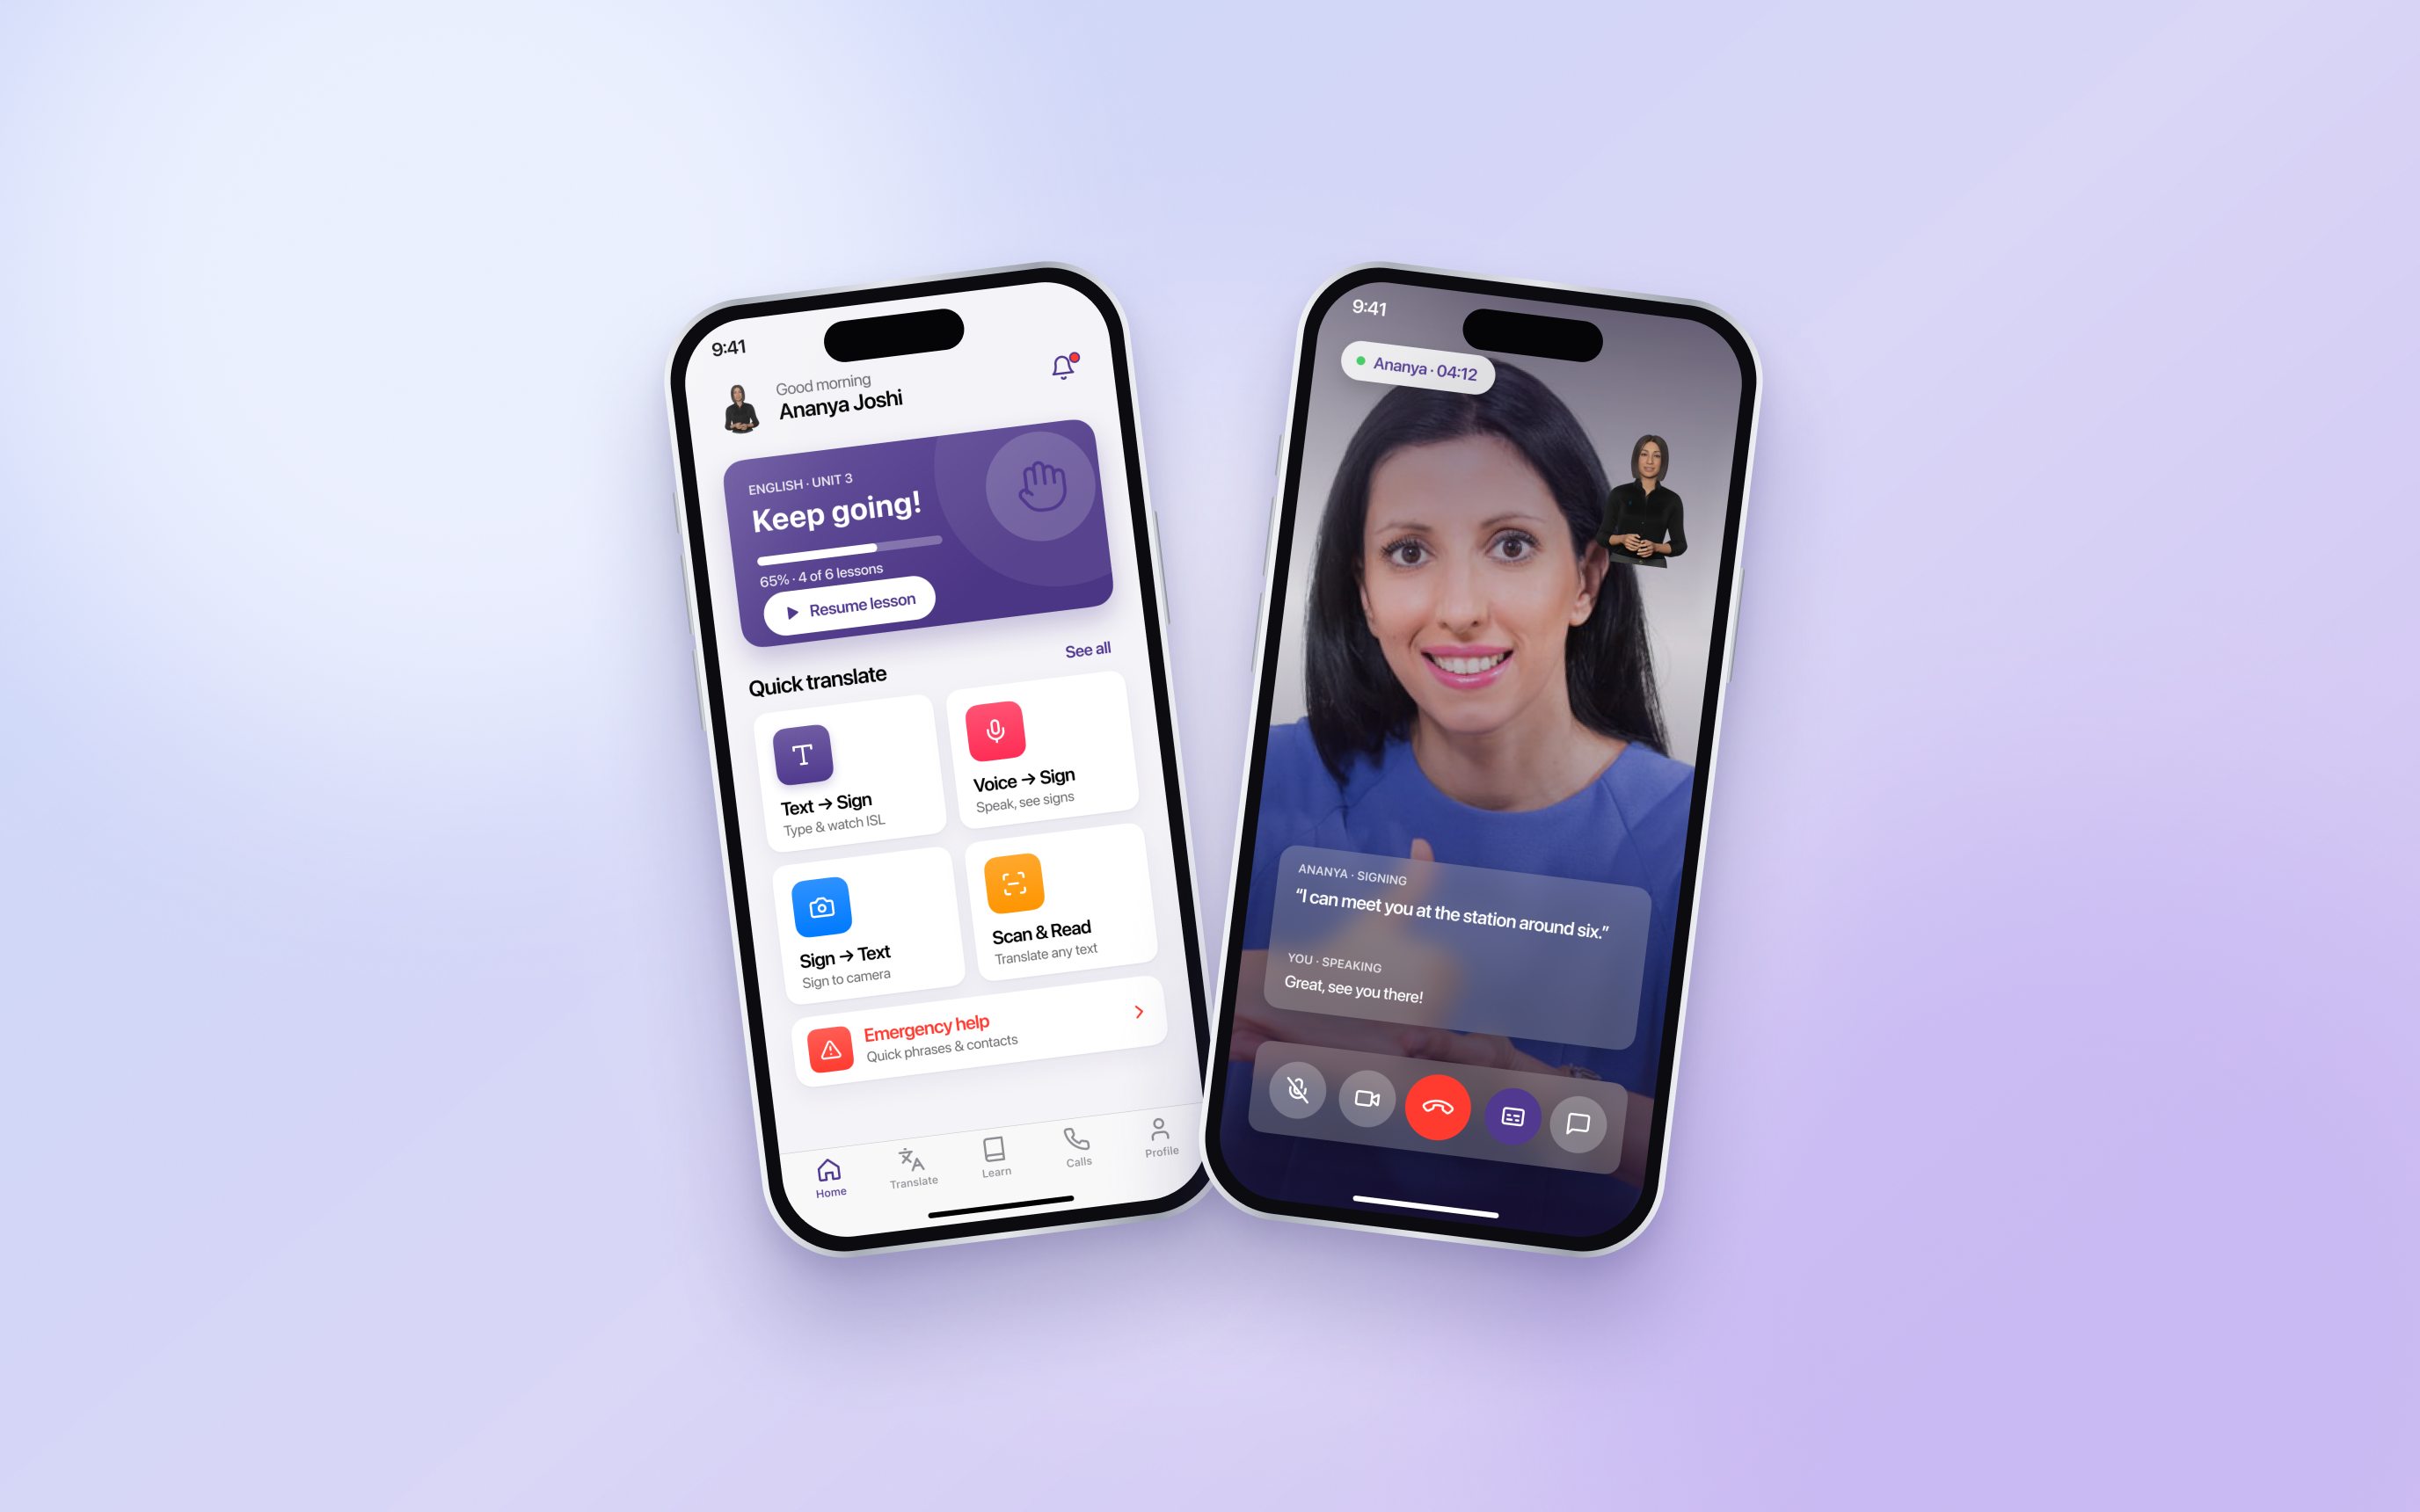 9:41
Good morning
Ananya Joshi
ENGLISH · UNIT 3
Keep going!
65% · 4 of 6 lessons
Resume lesson
Quick translate
See all
Text → Sign
Type & watch ISL
Voice → Sign
Speak, see signs
Sign → Text
Sign to camera
Scan & Read
Translate any text
Emergency help
Quick phrases & contacts
Home
Translate
Learn
Calls
Profile
9:41
Ananya · 04:12
ANANYA · SIGNING
“I can meet you at the station around six.”
YOU · SPEAKING
Great, see you there!